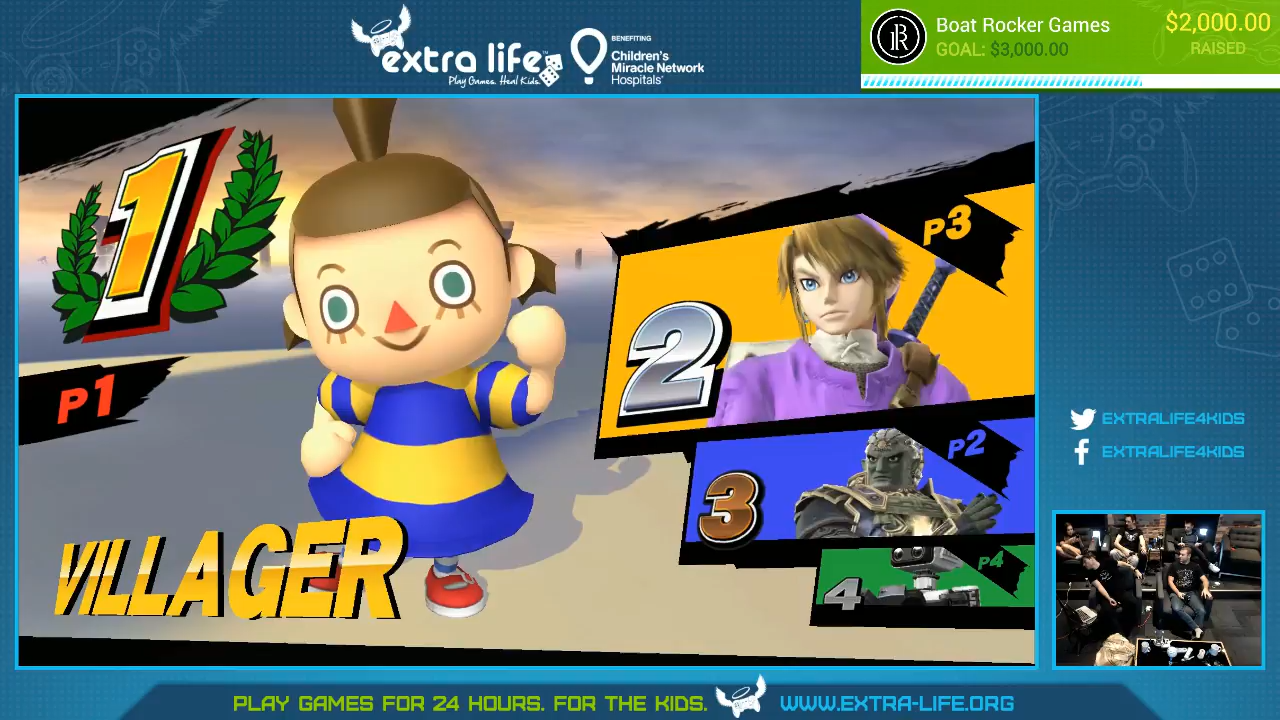 extra life™
Play Games. Heal Kids.
BENEFITING
Children's
Miracle Network
Hospitals®
Boat Rocker Games
GOAL: $3,000.00
$2,000.00
RAISED
1
P1
VILLAGER
P3
2
P2
3
P4
4
EXTRALIFE4KIDS
EXTRALIFE4KIDS
PLAY GAMES FOR 24 HOURS. FOR THE KIDS.
WWW.EXTRA-LIFE.ORG